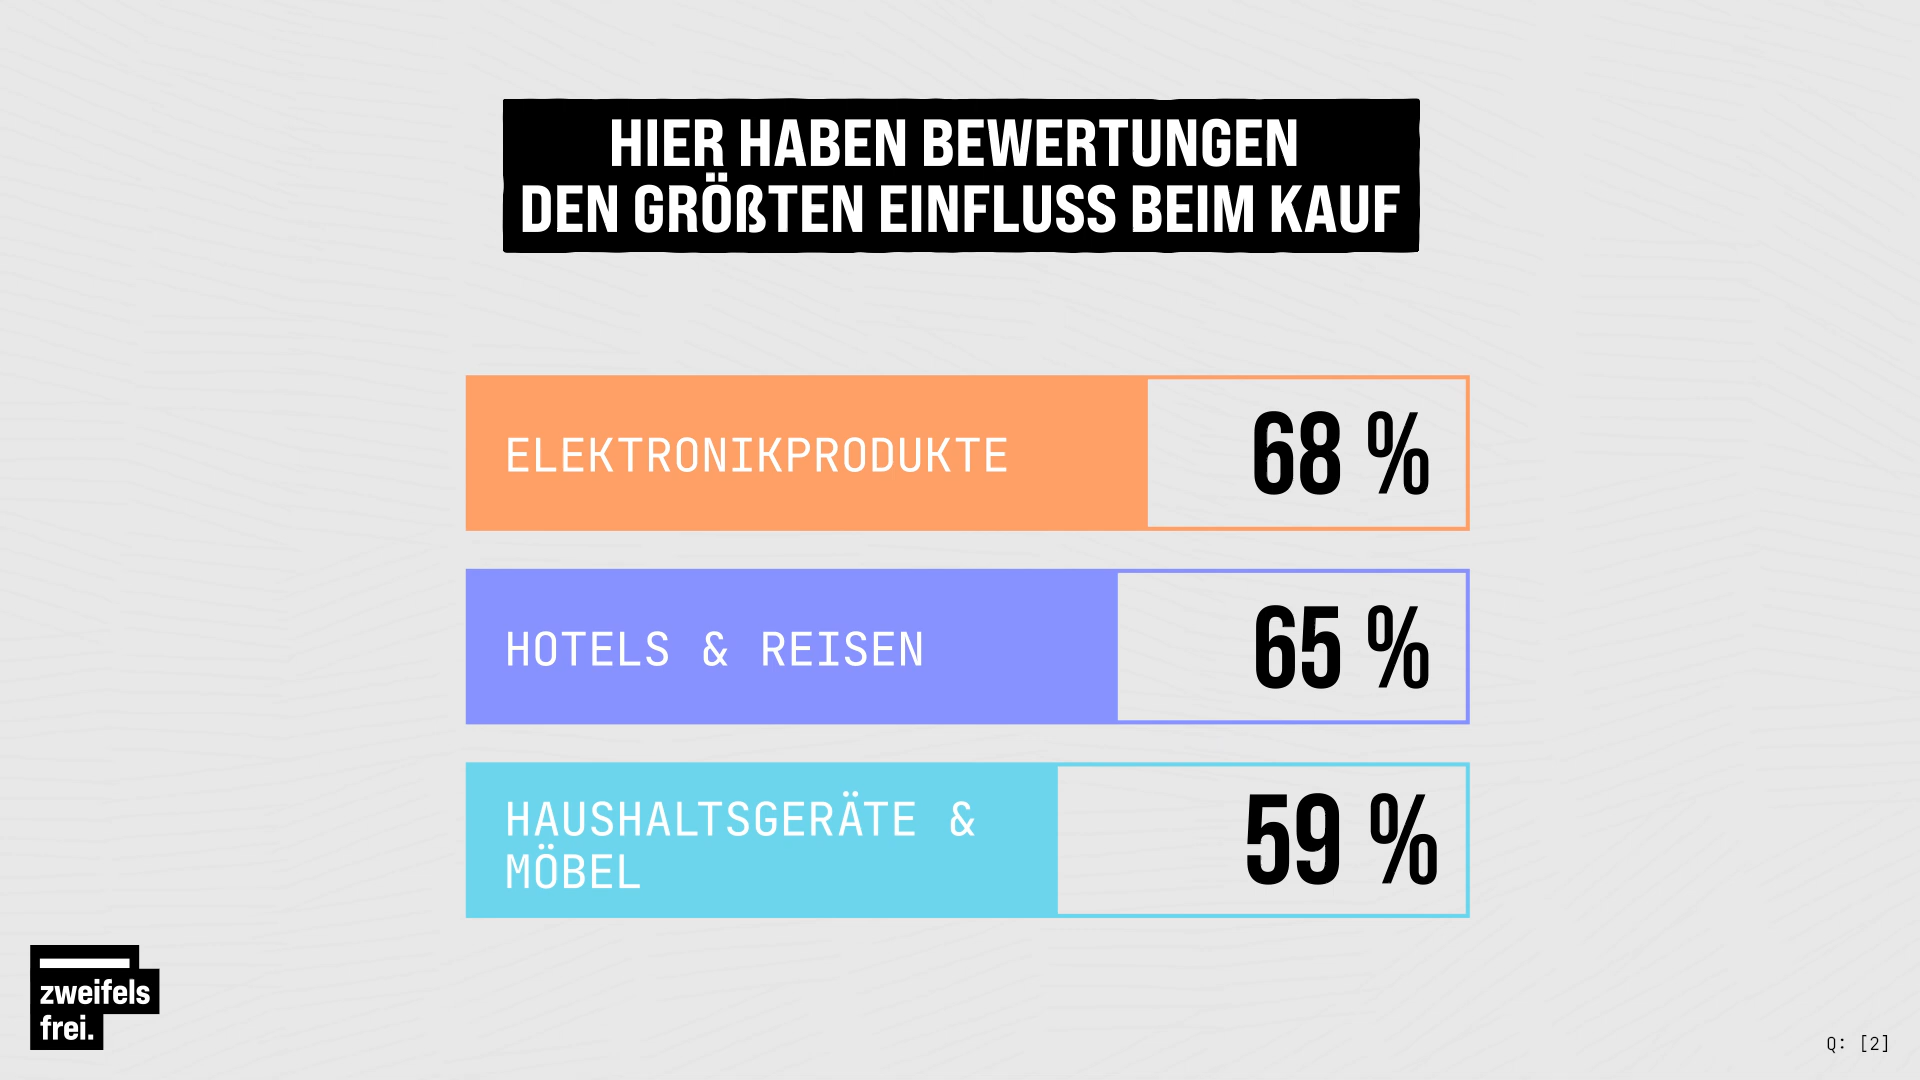 HIER HABEN BEWERTUNGEN
DEN GRÖßTEN EINFLUSS BEIM KAUF
ELEKTRONIKPRODUKTE
68 %
HOTELS & REISEN
65 %
HAUSHALTSGERÄTE &
MÖBEL
59 %
zweifels
frei.
Q: [2]